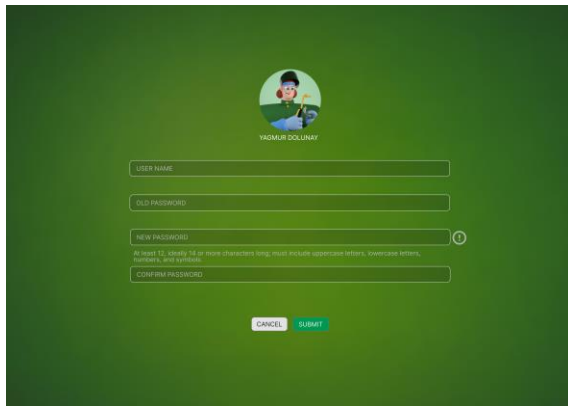 YAGMUR DOLUNAY
USER NAME
OLD PASSWORD
NEW PASSWORD
At least 12, ideally 14 or more characters long; must include uppercase letters, lowercase letters,
numbers, and symbols
CONFIRM PASSWORD
CANCEL SUBMIT